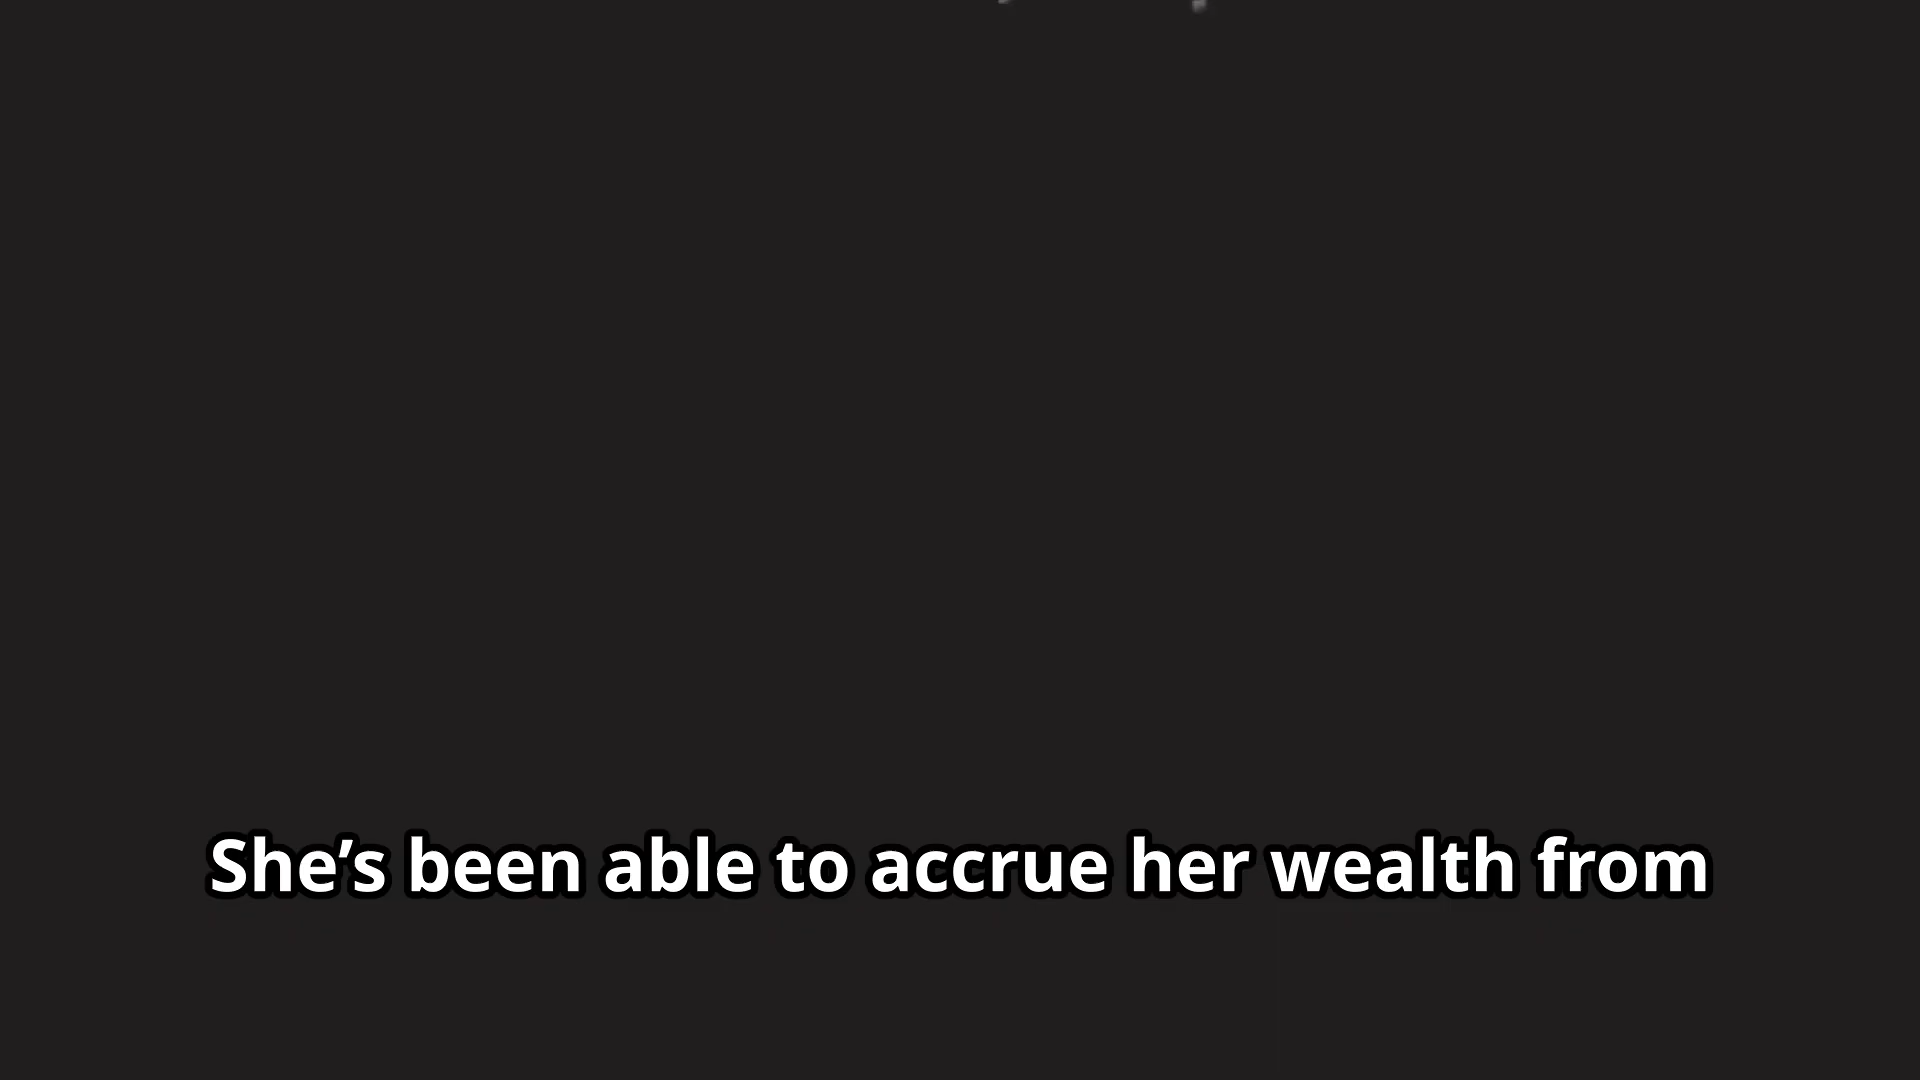 She’s been able to accrue her wealth from